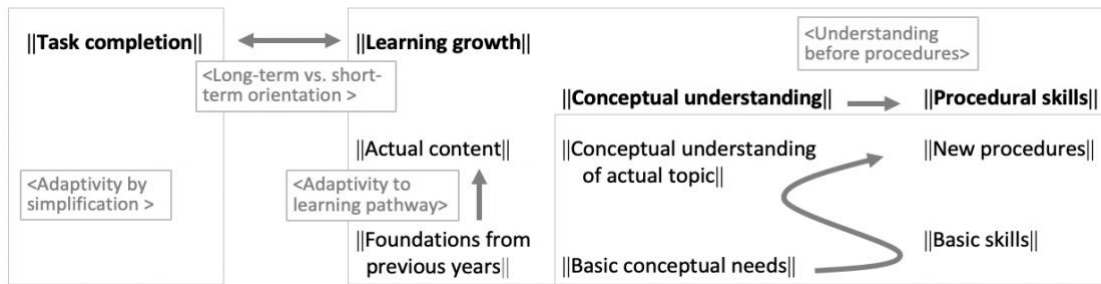 ||Task completion||
||Learning growth||
<Understanding
before procedures>
<Long-term vs. short-
term orientation >
||Conceptual understanding||
||Procedural skills||
||Actual content||
||Conceptual understanding
of actual topic||
||New procedures||
<Adaptivity by
simplification >
<Adaptivity to
learning pathway>
||Foundations from
previous years||
||Basic conceptual needs||
||Basic skills||